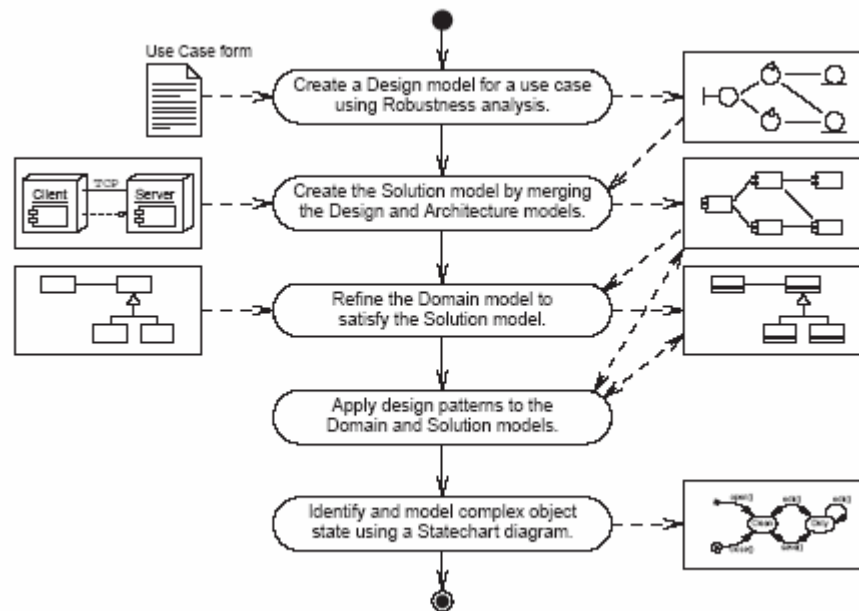 Use Case form
Create a Design model for a use case
using Robustness analysis.
Client
TCP
Server
Create the Solution model by merging
the Design and Architecture models.
Refine the Domain model to
satisfy the Solution model.
Apply design patterns to the
Domain and Solution models.
Identify and model complex object
state using a Statechart diagram.